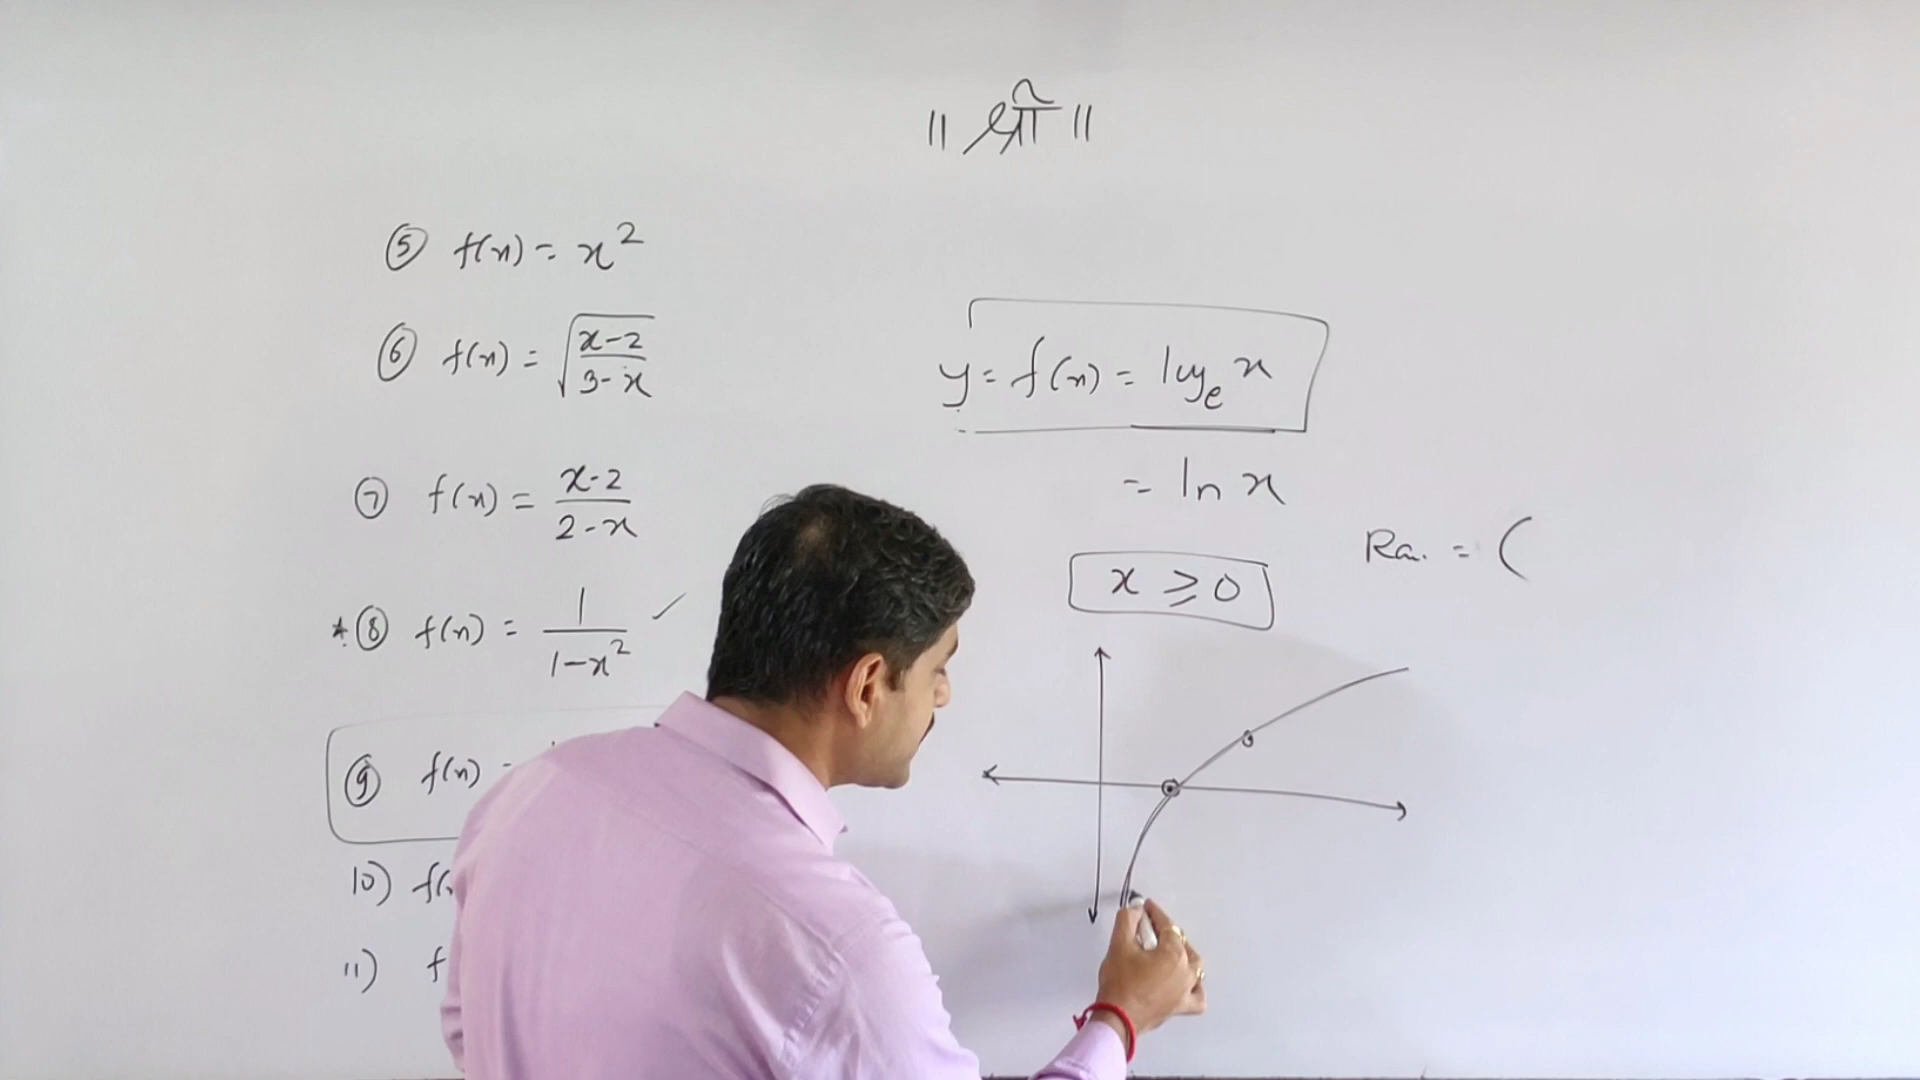 ॥ श्री ॥
⑤ f(x) = x²
⑥ f(x) = √((x-2)/(3-x))
⑦ f(x) = (x-2)/(2-x)
*⑧ f(x) = 1/(1-x²) ✓
⑨ f(x) =
10) f(x
11) f
y = f(x) = logₑ x
= ln x
Ra. = (
x ≥ 0